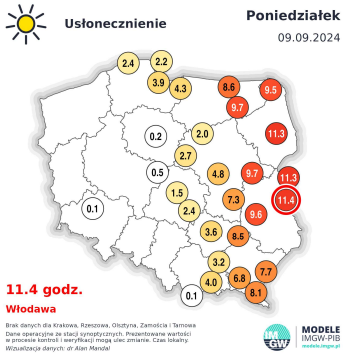 Usłonecznienie
Poniedziałek
09.09.2024
2.4
2.2
3.9
4.3
8.6
9.5
9.7
0.2
2.0
11.3
2.7
0.5
4.8
9.7
11.3
1.5
7.3
11.4
0.1
2.4
9.6
3.6
8.5
3.2
4.0
6.8
7.7
0.1
8.1
11.4 godz.
Włodawa
Brak danych dla Krakowa, Rzeszowa, Olsztyna, Zamościa i Tarnowa
Dane operacyjne ze stacji synoptycznych. Prezentowane wartości
w procesie kontroli i weryfikacji mogą ulec zmianie. Czas lokalny.
Wizualizacja danych: dr Alan Mandal
IM
GW
MODELE
IMGW-PIB
modele.imgw.pl